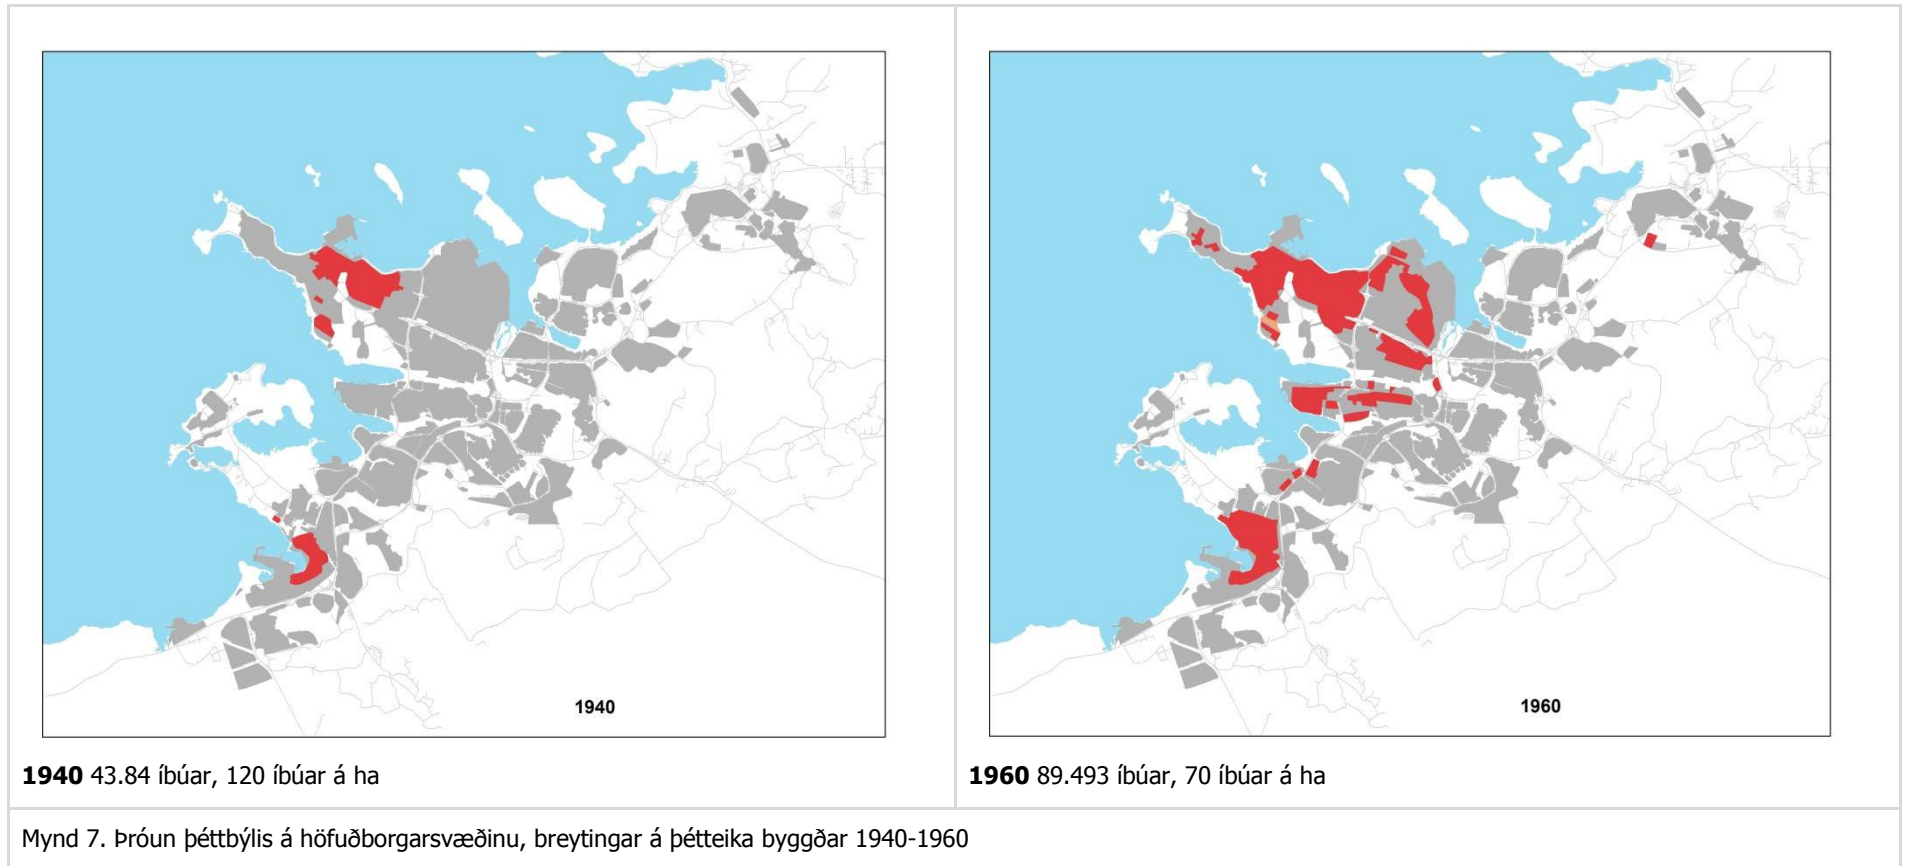 1940
1960
1940 43.84 íbúar, 120 íbúar á ha
1960 89.493 íbúar, 70 íbúar á ha
Mynd 7. Þróun þéttbýlis á höfuðborgarsvæðinu, breytingar á þétteika byggðar 1940-1960